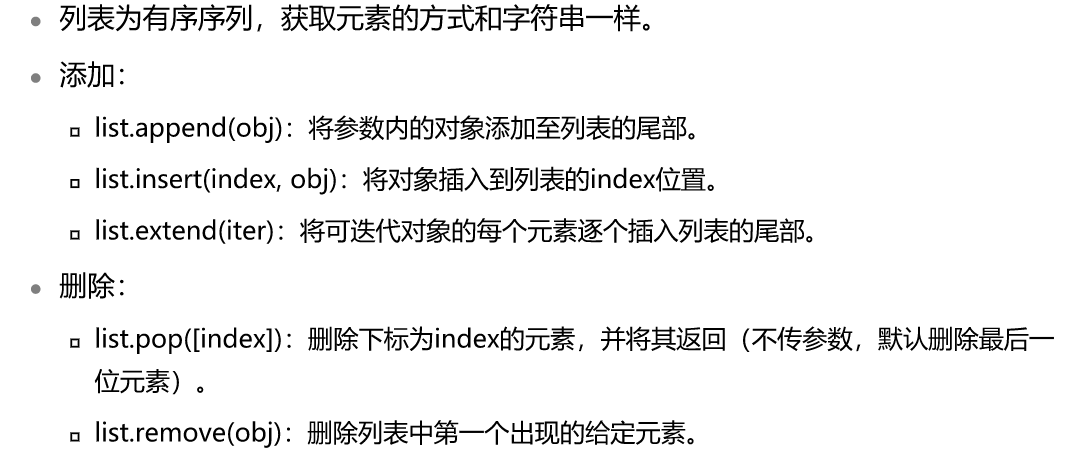 列表为有序序列，获取元素的方式和字符串一样。
添加：
list.append(obj)：将参数内的对象添加至列表的尾部。
list.insert(index, obj)：将对象插入到列表的index位置。
list.extend(iter)：将可迭代对象的每个元素逐个插入列表的尾部。
删除：
list.pop([index])：删除下标为index的元素，并将其返回（不传参数，默认删除最后一
位元素）。
list.remove(obj)：删除列表中第一个出现的给定元素。